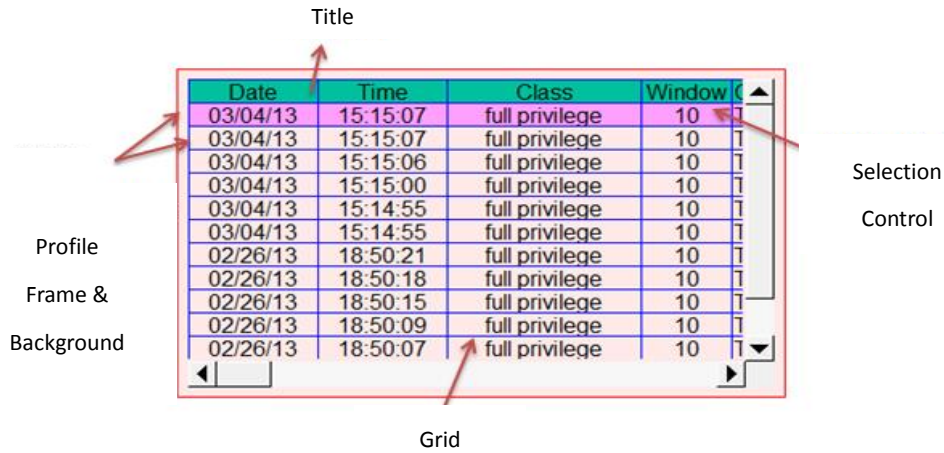 Title
Date Time Class Window
03/04/13 15:15:07 full privilege 10 T
03/04/13 15:15:07 full privilege 10 T
03/04/13 15:15:06 full privilege 10 T
03/04/13 15:15:00 full privilege 10 T
03/04/13 15:14:55 full privilege 10 T
03/04/13 15:14:55 full privilege 10 T
02/26/13 18:50:21 full privilege 10 T
02/26/13 18:50:18 full privilege 10 T
02/26/13 18:50:15 full privilege 10 T
02/26/13 18:50:09 full privilege 10 T
02/26/13 18:50:07 full privilege 10 T
Selection
Control
Profile
Frame &
Background
Grid